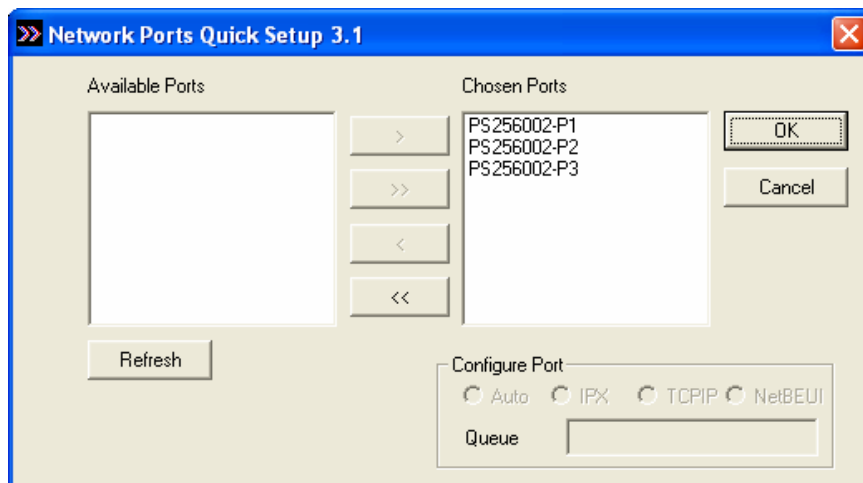 Network Ports Quick Setup 3.1
Available Ports
Chosen Ports
PS256002-P1
PS256002-P2
PS256002-P3
>
>>
<
<<
OK
Cancel
Refresh
Configure Port
Auto IPX TCPIP NetBEUI
Queue